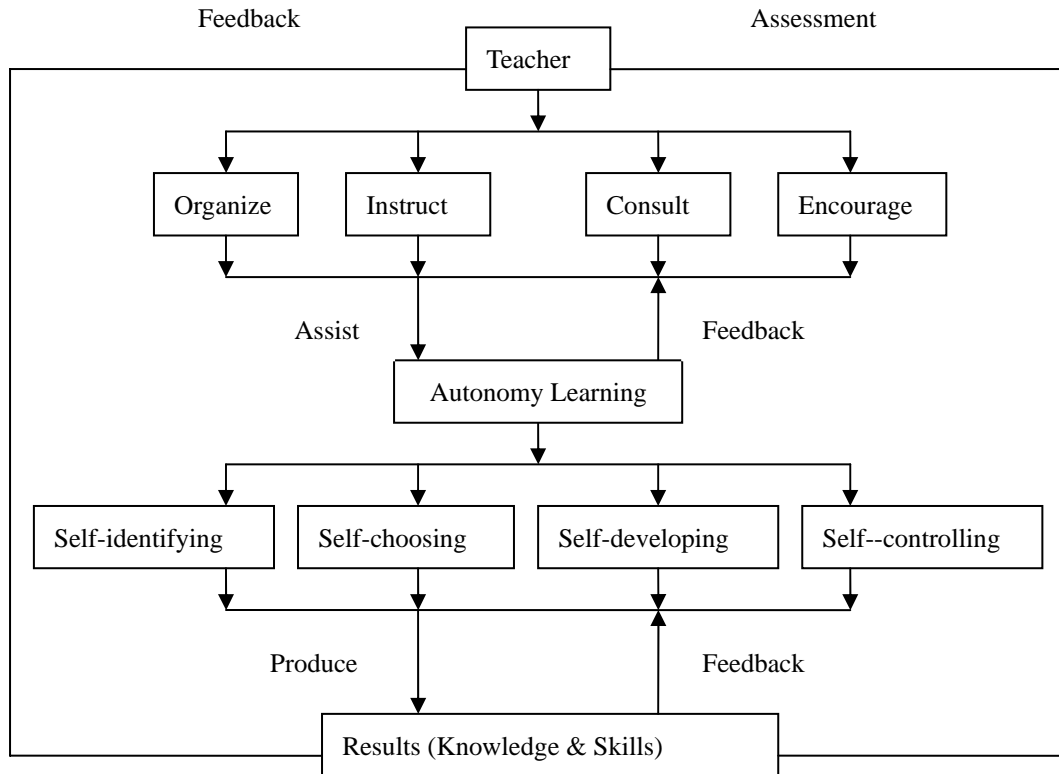 Feedback Assessment
Teacher
Organize Instruct Consult Encourage
Assist Feedback
Autonomy Learning
Self-identifying Self-choosing Self-developing Self--controlling
Produce Feedback
Results (Knowledge & Skills)